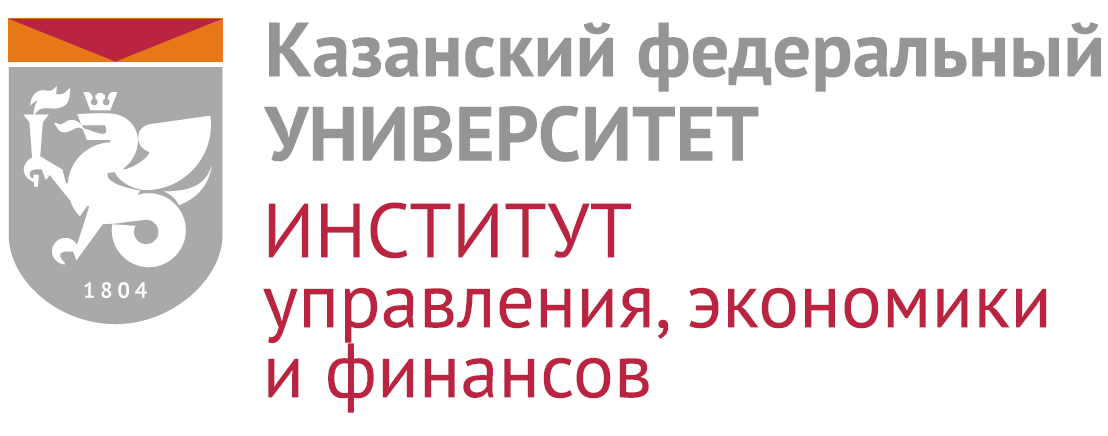 Казанский федеральный
УНИВЕРСИТЕТ
ИНСТИТУТ
управления, экономики
и финансов
1804